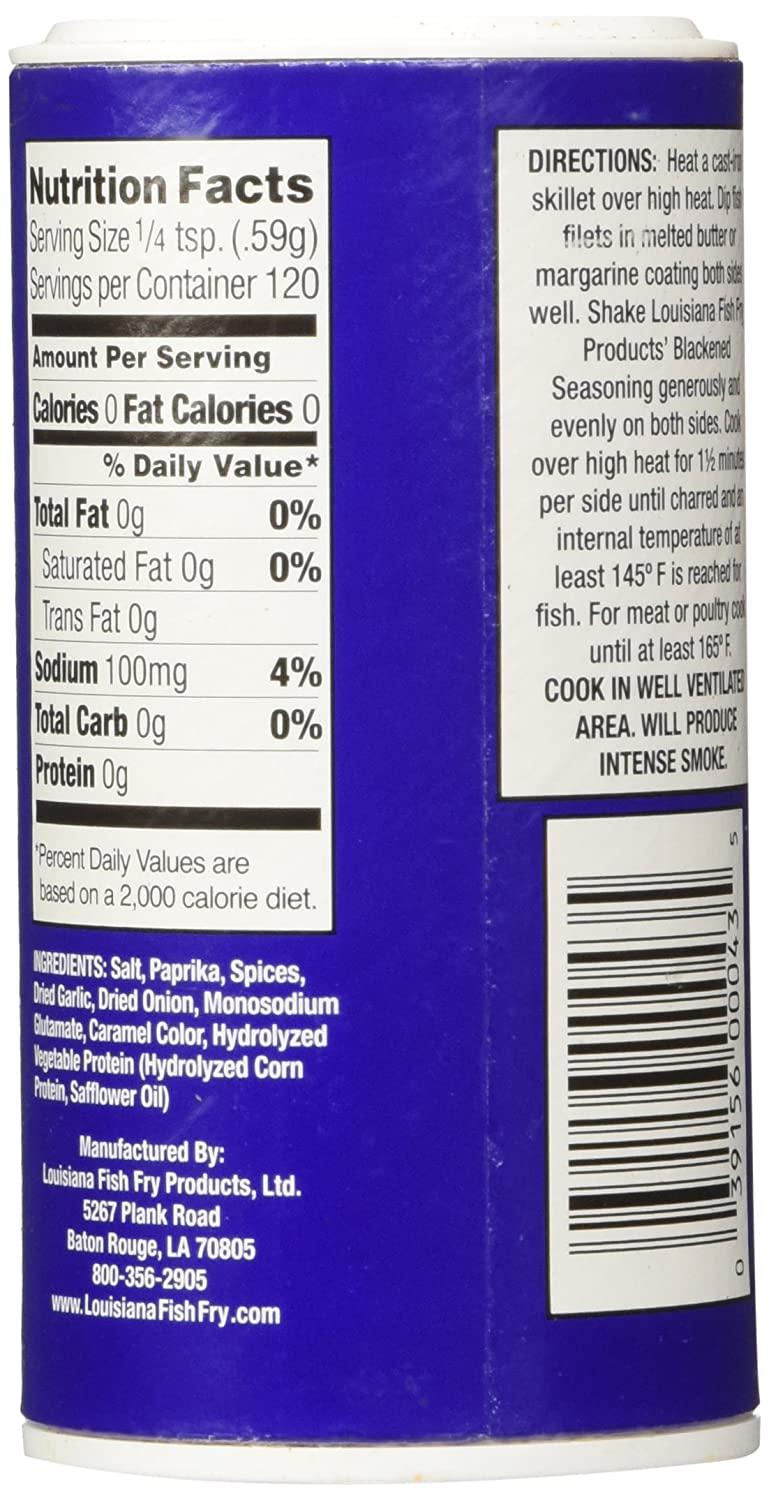 Nutrition Facts
Serving Size 1/4 tsp. (.59g)
Servings per Container 120
Amount Per Serving
Calories 0 Fat Calories 0
% Daily Value*
Total Fat 0g 0%
Saturated Fat 0g 0%
Trans Fat 0g
Sodium 100mg 4%
Total Carb 0g 0%
Protein 0g
*Percent Daily Values are
based on a 2,000 calorie diet.
INGREDIENTS: Salt, Paprika, Spices,
Dried Garlic, Dried Onion, Monosodium
Glutamate, Caramel Color, Hydrolyzed
Vegetable Protein (Hydrolyzed Corn
Protein, Safflower Oil)
Manufactured By:
Louisiana Fish Fry Products, Ltd.
5267 Plank Road
Baton Rouge, LA 70805
800-356-2905
www.LouisianaFishFry.com
DIRECTIONS: Heat a cast-iron
skillet over high heat. Dip fish
filets in melted butter or
margarine coating both sides
well. Shake Louisiana Fish Fry
Products' Blackened
Seasoning generously and
evenly on both sides. Cook
over high heat for 1½ minutes
per side until charred and an
internal temperature of at
least 145º F is reached for
fish. For meat or poultry cook
until at least 165º F.
COOK IN WELL VENTILATED
AREA. WILL PRODUCE
INTENSE SMOKE.
0 39156 00043 5